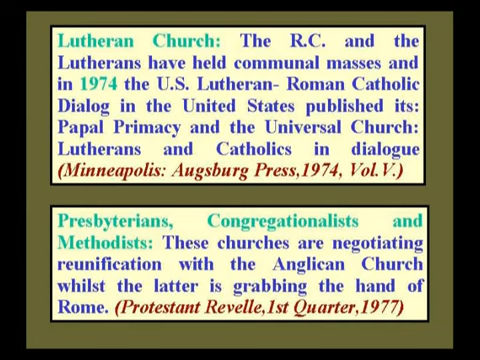 Lutheran Church: The R.C. and the
Lutherans have held communal masses and
in 1974 the U.S. Lutheran- Roman Catholic
Dialog in the United States published its:
Papal Primacy and the Universal Church:
Lutherans and Catholics in dialogue
(Minneapolis: Augsburg Press,1974, Vol.V.)
Presbyterians, Congregationalists and
Methodists: These churches are negotiating
reunification with the Anglican Church
whilst the latter is grabbing the hand of
Rome. (Protestant Revelle,1st Quarter,1977)